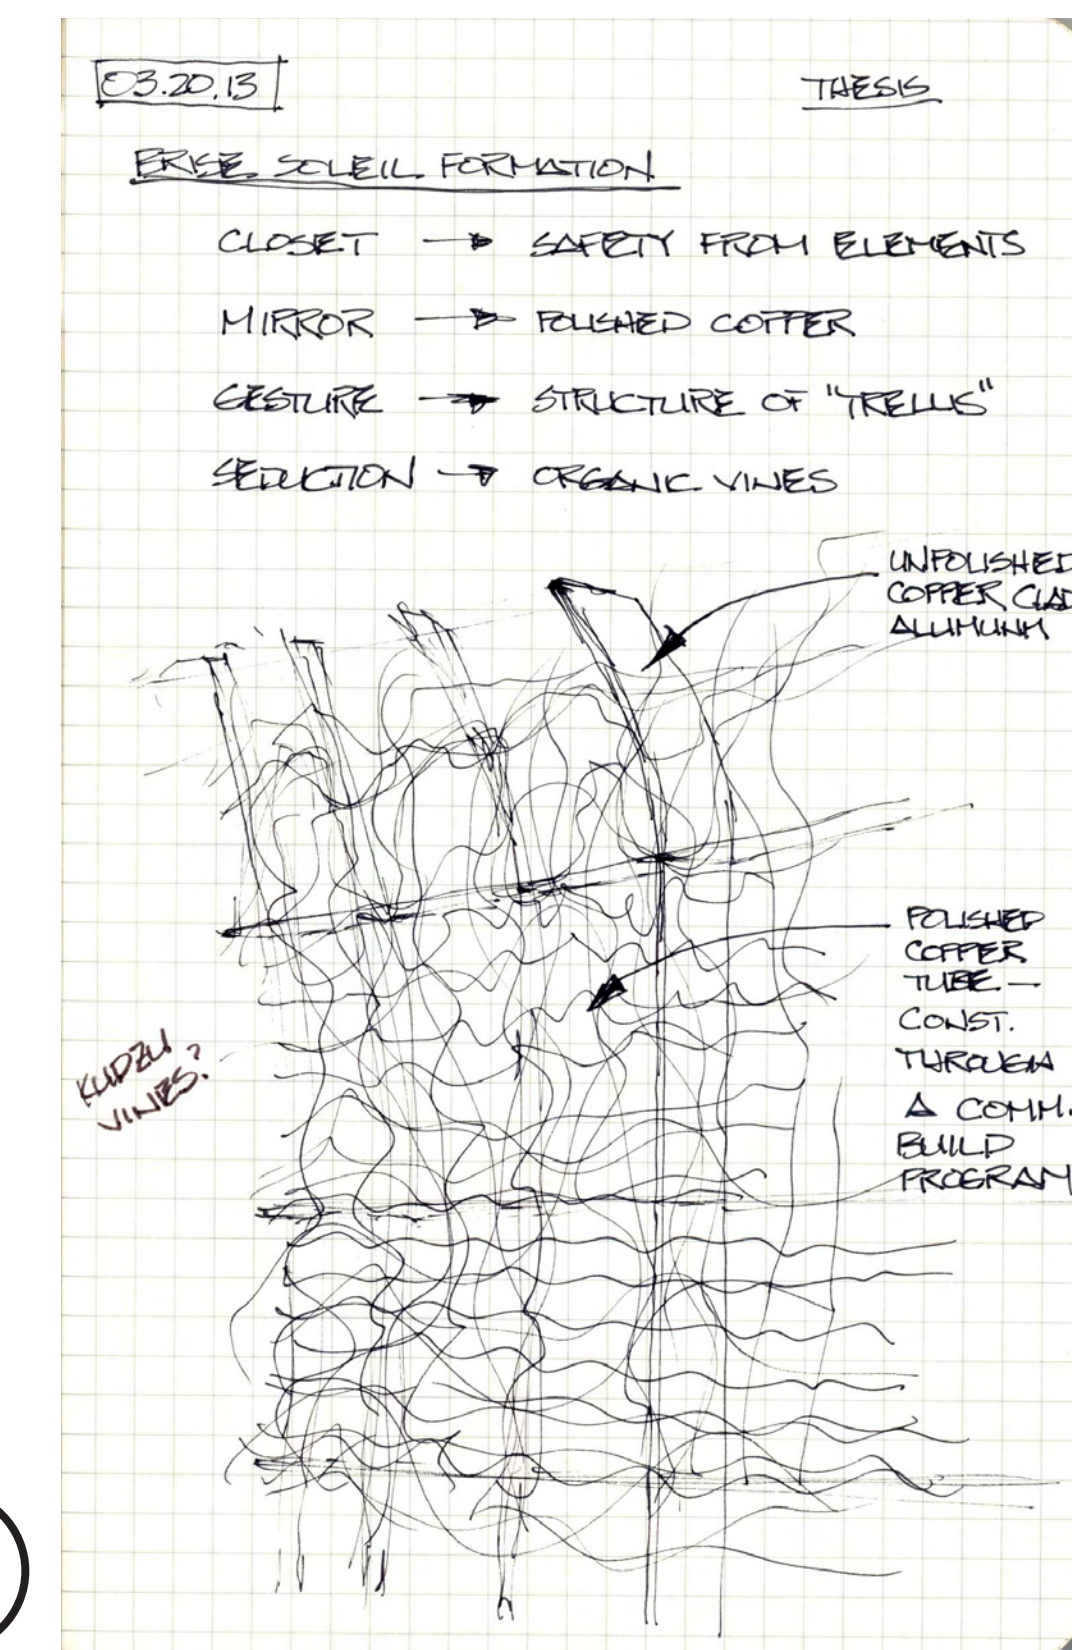 03.20.13
THESIS
BRISE SOLEIL FORMATION
CLOSET → SAFETY FROM ELEMENTS
MIRROR → POLISHED COPPER
GESTURE → STRUCTURE OF "TRELLIS"
SEDUCTION → ORGANIC VINES
UNPOLISHED
COPPER CLAD
ALUMINUM
POLISHED
COPPER
TUBE —
CONST.
THROUGH
A COMM.
BUILD
PROGRAM
KUDZU
VINES?